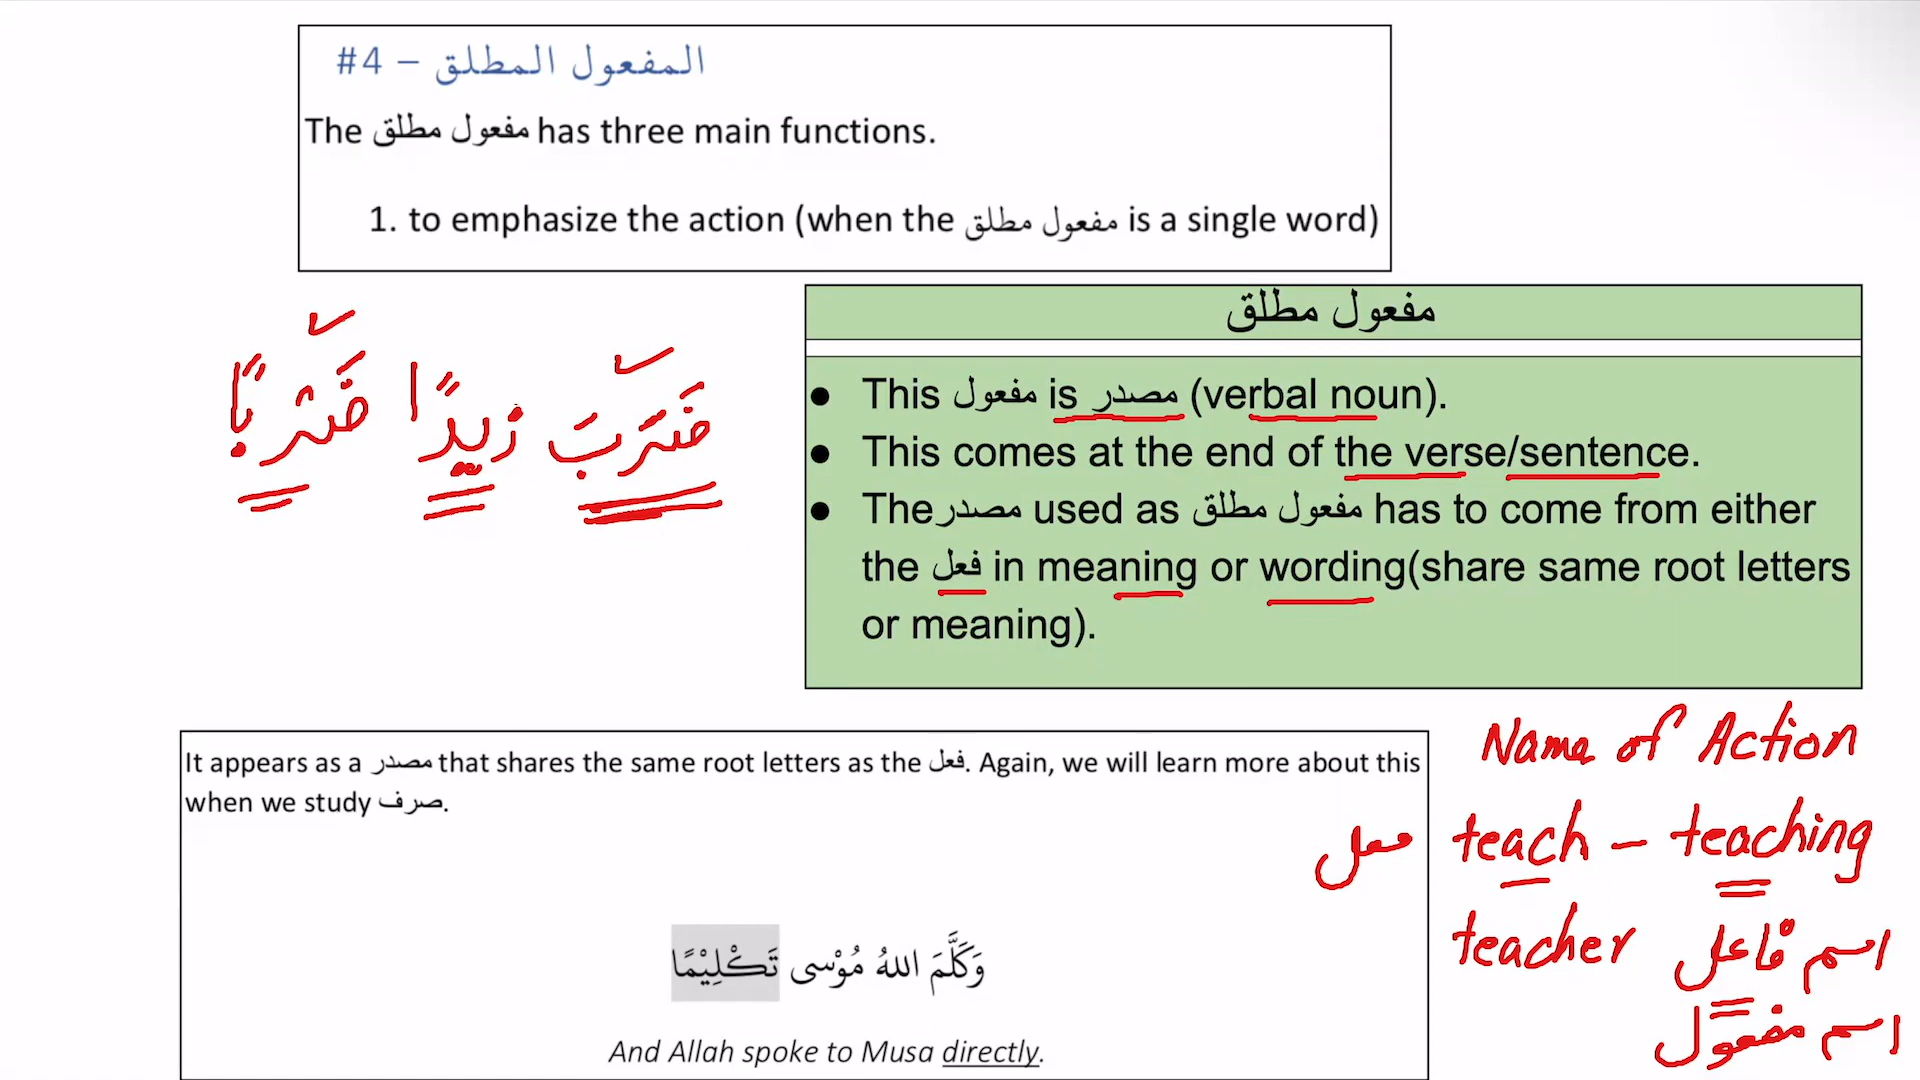 #4 – المفعول المطلق
The مفعول مطلق has three main functions.
1. to emphasize the action (when the مفعول مطلق is a single word)
ضَرَبَ زيدًا ضَرْبًا
مفعول مطلق
● This مفعول is مصدر (verbal noun).
● This comes at the end of the verse/sentence.
● The مصدر used as مفعول مطلق has to come from either
the فعل in meaning or wording(share same root letters
or meaning).
Name of Action
It appears as a مصدر that shares the same root letters as the فعل. Again, we will learn more about this
when we study صرف.
فعل
teach – teaching
teacher اسم فاعل
اسم مفعول
وَكَلَّمَ اللهُ مُوْسى تَكْلِيْمًا
And Allah spoke to Musa directly.